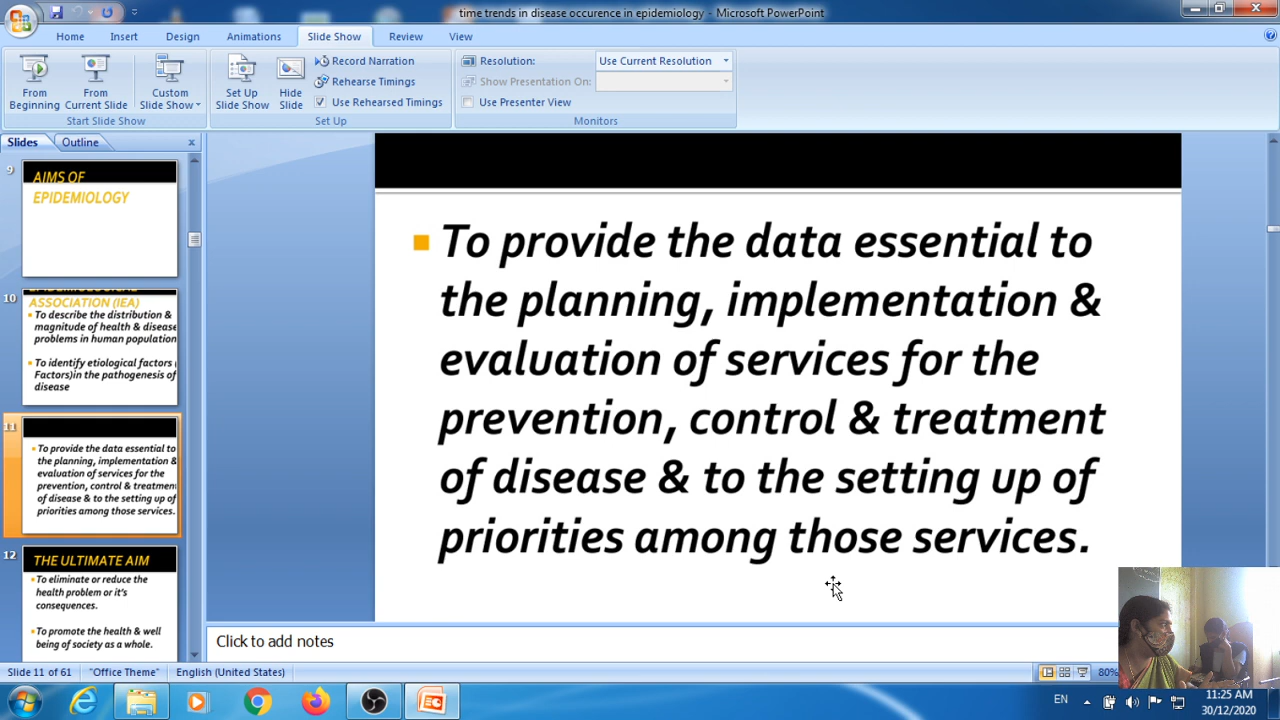 time trends in disease occurence in epidemiology - Microsoft PowerPoint
Home Insert Design Animations Slide Show Review View
Record Narration
Rehearse Timings
Use Rehearsed Timings
From Beginning
From Current Slide
Custom Slide Show
Set Up Slide Show
Hide Slide
Resolution: Use Current Resolution
Show Presentation On:
Use Presenter View
Start Slide Show
Set Up
Monitors
Slides Outline
9
AIMS OF
EPIDEMIOLOGY
10
ASSOCIATION (IEA)
To describe the distribution &
magnitude of health & disease
problems in human population
To identify etiological factors (
Factors)in the pathogenesis of
disease
11
To provide the data essential to
the planning, implementation &
evaluation of services for the
prevention, control & treatment
of disease & to the setting up of
priorities among those services.
12
THE ULTIMATE AIM
To eliminate or reduce the
health problem or it's
consequences.
To promote the health & well
being of society as a whole.
To provide the data essential to
the planning, implementation &
evaluation of services for the
prevention, control & treatment
of disease & to the setting up of
priorities among those services.
Click to add notes
Slide 11 of 61 "Office Theme" English (United States) 80%
EN
11:25 AM
30/12/2020